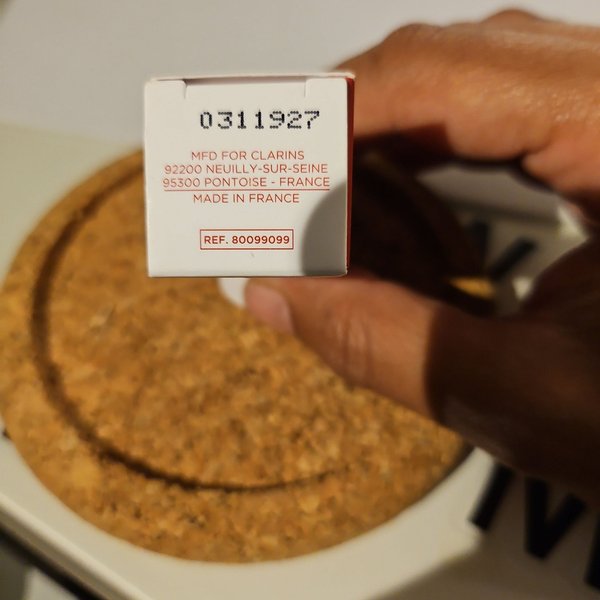 0311927
MFD FOR CLARINS
92200 NEUILLY-SUR-SEINE
95300 PONTOISE - FRANCE
MADE IN FRANCE
REF. 80099099